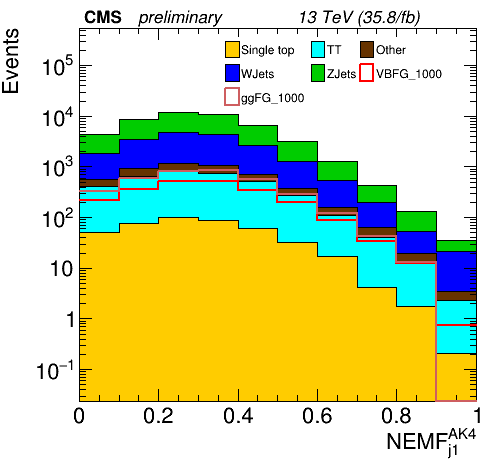 CMS preliminary 13 TeV (35.8/fb)
Events
Single top TT Other
WJets ZJets VBFG_1000
ggFG_1000
10^5
10^4
10^3
10^2
10
1
10^−1
0 0.2 0.4 0.6 0.8 1
NEMF_j1^AK4